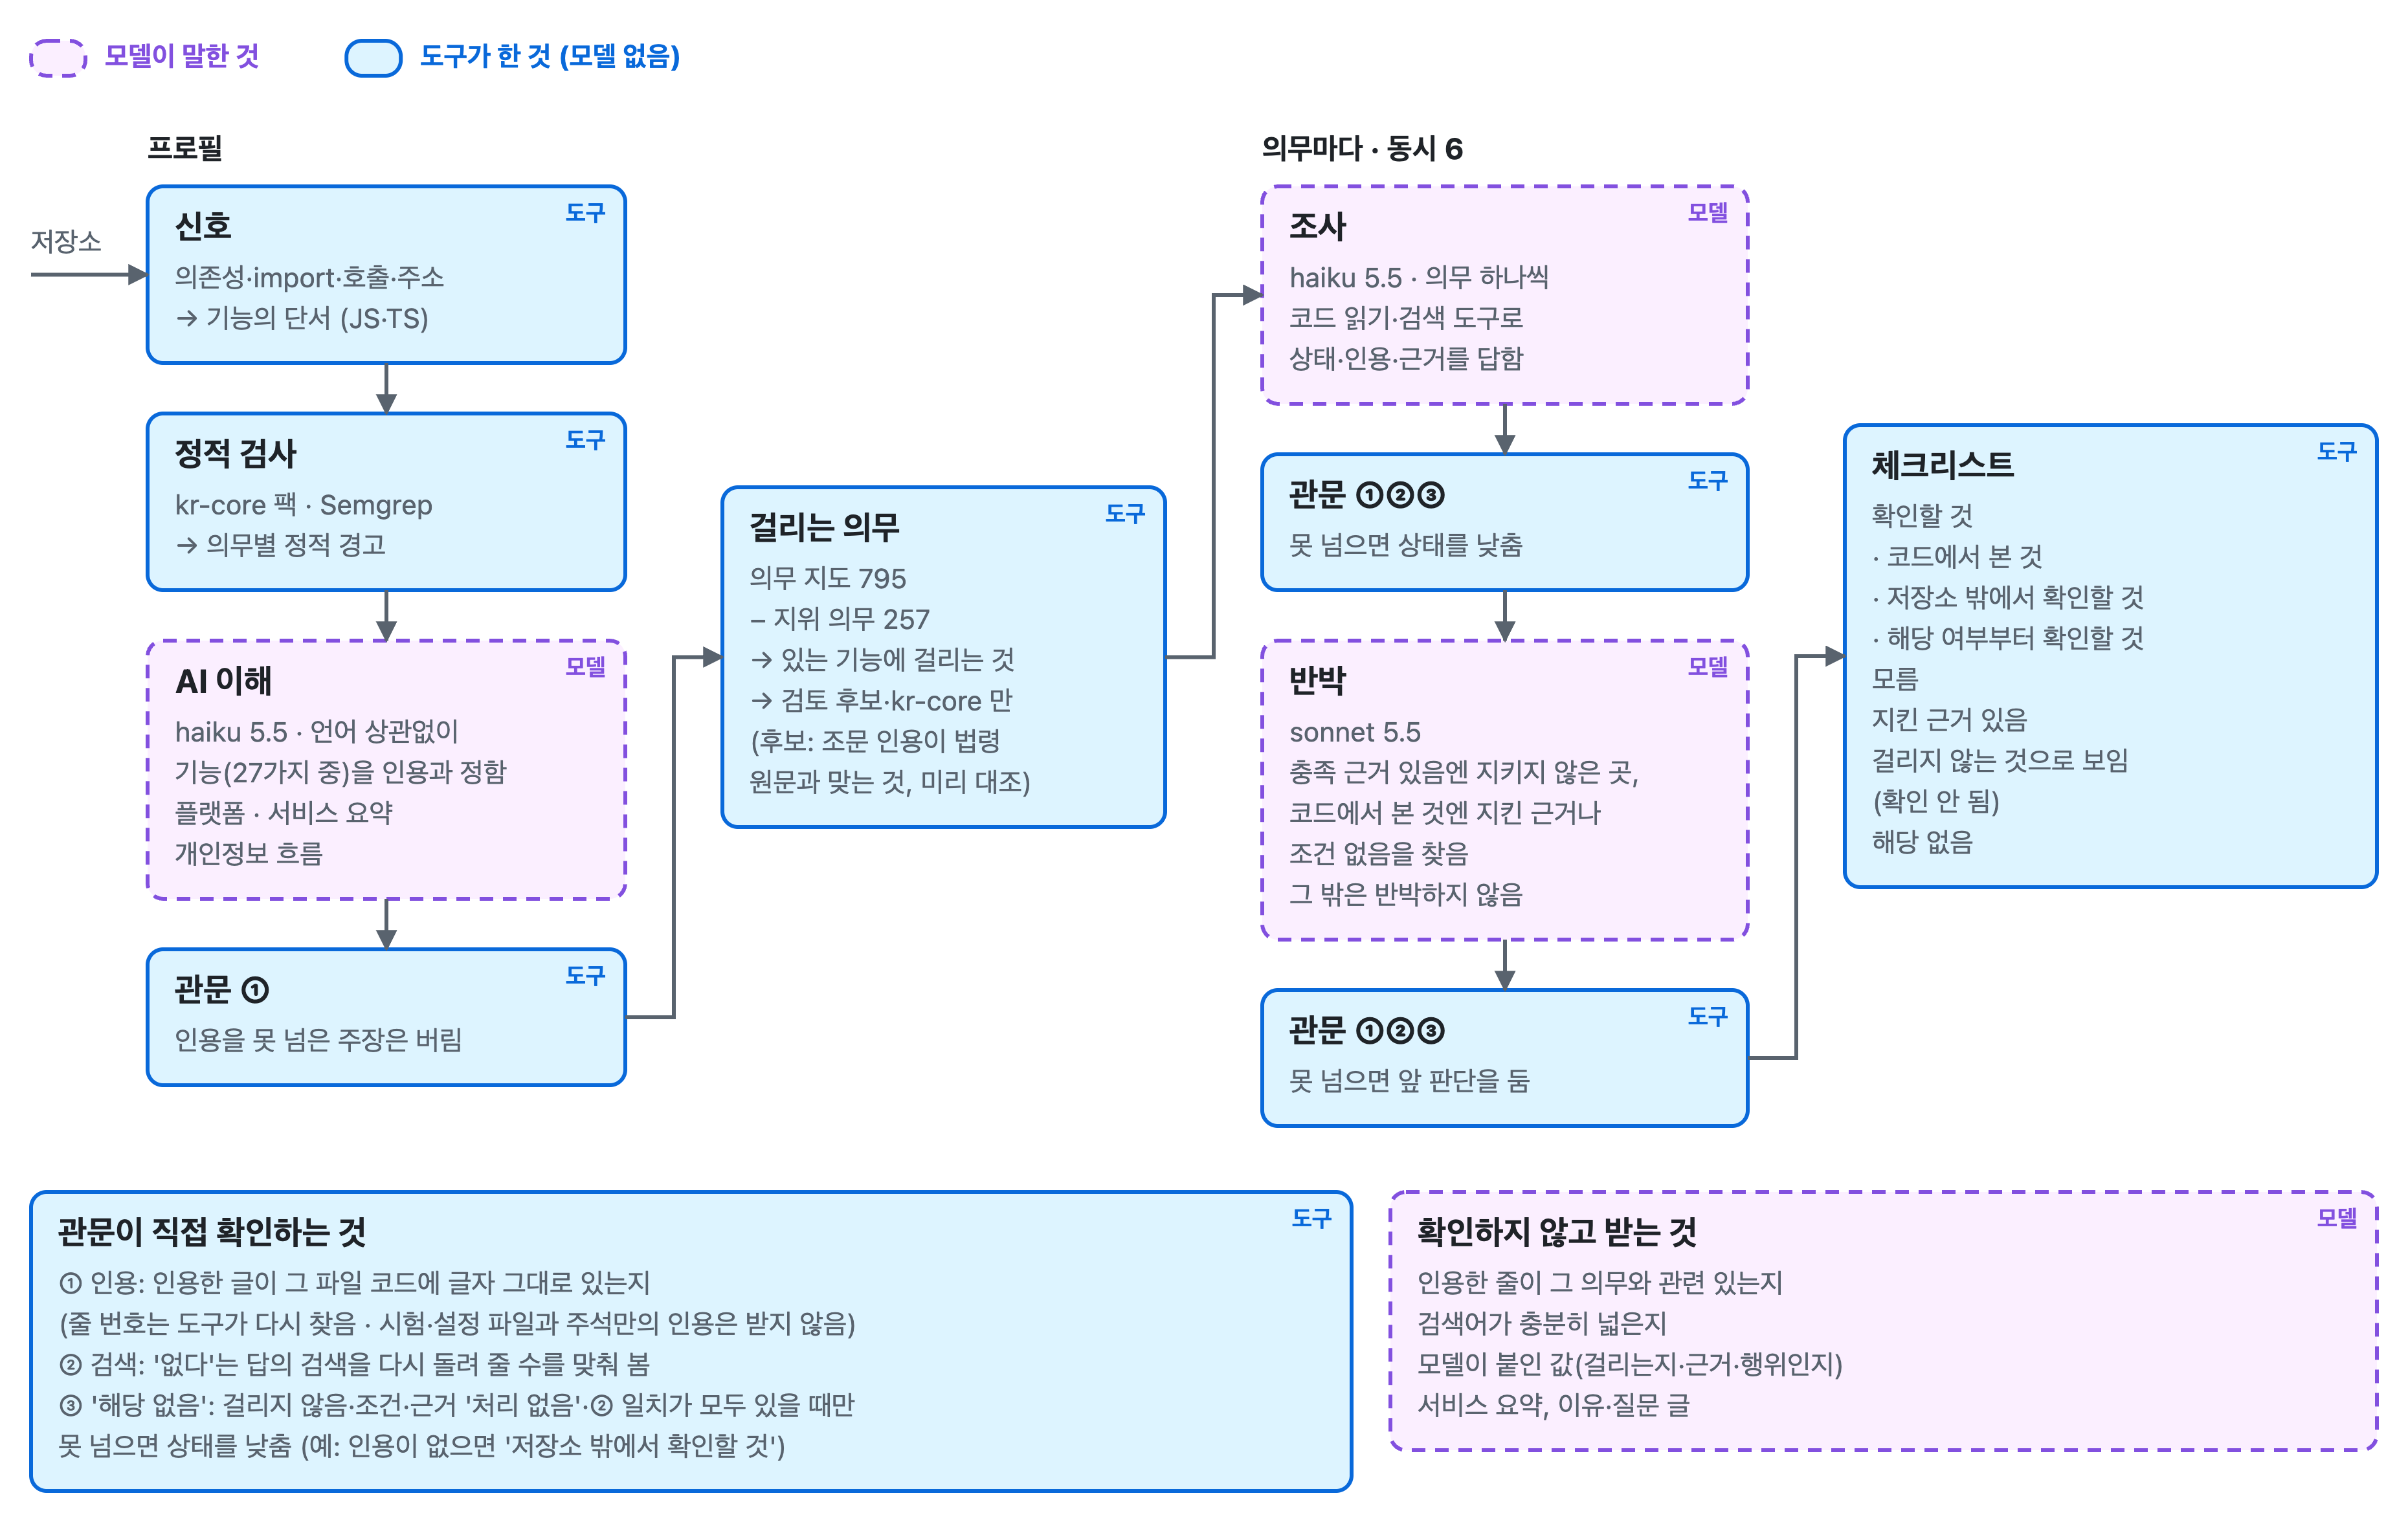 모델이 말한 것
도구가 한 것 (모델 없음)
프로필
저장소
신호
도구
의존성·import·호출·주소
→ 기능의 단서 (JS·TS)
정적 검사
도구
kr-core 팩 · Semgrep
→ 의무별 정적 경고
AI 이해
모델
haiku 5.5 · 언어 상관없이
기능(27가지 중)을 인용과 정함
플랫폼 · 서비스 요약
개인정보 흐름
관문 ①
도구
인용을 못 넘은 주장은 버림
걸리는 의무
도구
의무 지도 795
– 지위 의무 257
→ 있는 기능에 걸리는 것
→ 검토 후보·kr-core 만
(후보: 조문 인용이 법령
원문과 맞는 것, 미리 대조)
의무마다 · 동시 6
조사
모델
haiku 5.5 · 의무 하나씩
코드 읽기·검색 도구로
상태·인용·근거를 답함
관문 ①②③
도구
못 넘으면 상태를 낮춤
반박
모델
sonnet 5.5
충족 근거 있음엔 지키지 않은 곳,
코드에서 본 것엔 지킨 근거나
조건 없음을 찾음
그 밖은 반박하지 않음
관문 ①②③
도구
못 넘으면 앞 판단을 둠
체크리스트
도구
확인할 것
· 코드에서 본 것
· 저장소 밖에서 확인할 것
· 해당 여부부터 확인할 것
모름
지킨 근거 있음
걸리지 않는 것으로 보임
(확인 안 됨)
해당 없음
관문이 직접 확인하는 것
도구
① 인용: 인용한 글이 그 파일 코드에 글자 그대로 있는지
(줄 번호는 도구가 다시 찾음 · 시험·설정 파일과 주석만의 인용은 받지 않음)
② 검색: '없다'는 답의 검색을 다시 돌려 줄 수를 맞춰 봄
③ '해당 없음': 걸리지 않음·조건·근거 '처리 없음'·② 일치가 모두 있을 때만
못 넘으면 상태를 낮춤 (예: 인용이 없으면 '저장소 밖에서 확인할 것')
확인하지 않고 받는 것
모델
인용한 줄이 그 의무와 관련 있는지
검색어가 충분히 넓은지
모델이 붙인 값(걸리는지·근거·행위인지)
서비스 요약, 이유·질문 글